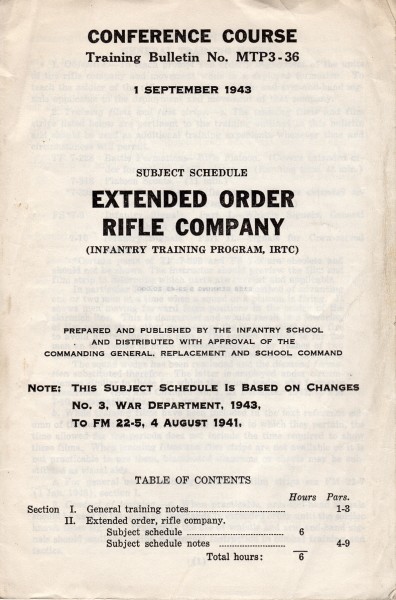 CONFERENCE COURSE
Training Bulletin No. MTP3-36
1 SEPTEMBER 1943
SUBJECT SCHEDULE
EXTENDED ORDER
RIFLE COMPANY
(INFANTRY TRAINING PROGRAM, IRTC)
PREPARED AND PUBLISHED BY THE INFANTRY SCHOOL
AND DISTRIBUTED WITH APPROVAL OF THE
COMMANDING GENERAL, REPLACEMENT AND SCHOOL COMMAND
NOTE: THIS SUBJECT SCHEDULE IS BASED ON CHANGES
NO. 3, WAR DEPARTMENT, 1943,
TO FM 22-5, 4 AUGUST 1941,
TABLE OF CONTENTS
Hours Pars.
Section I. General training notes 1-3
II. Extended order, rifle company.
Subject schedule 6
Subject schedule notes 4-9
Total hours: 6